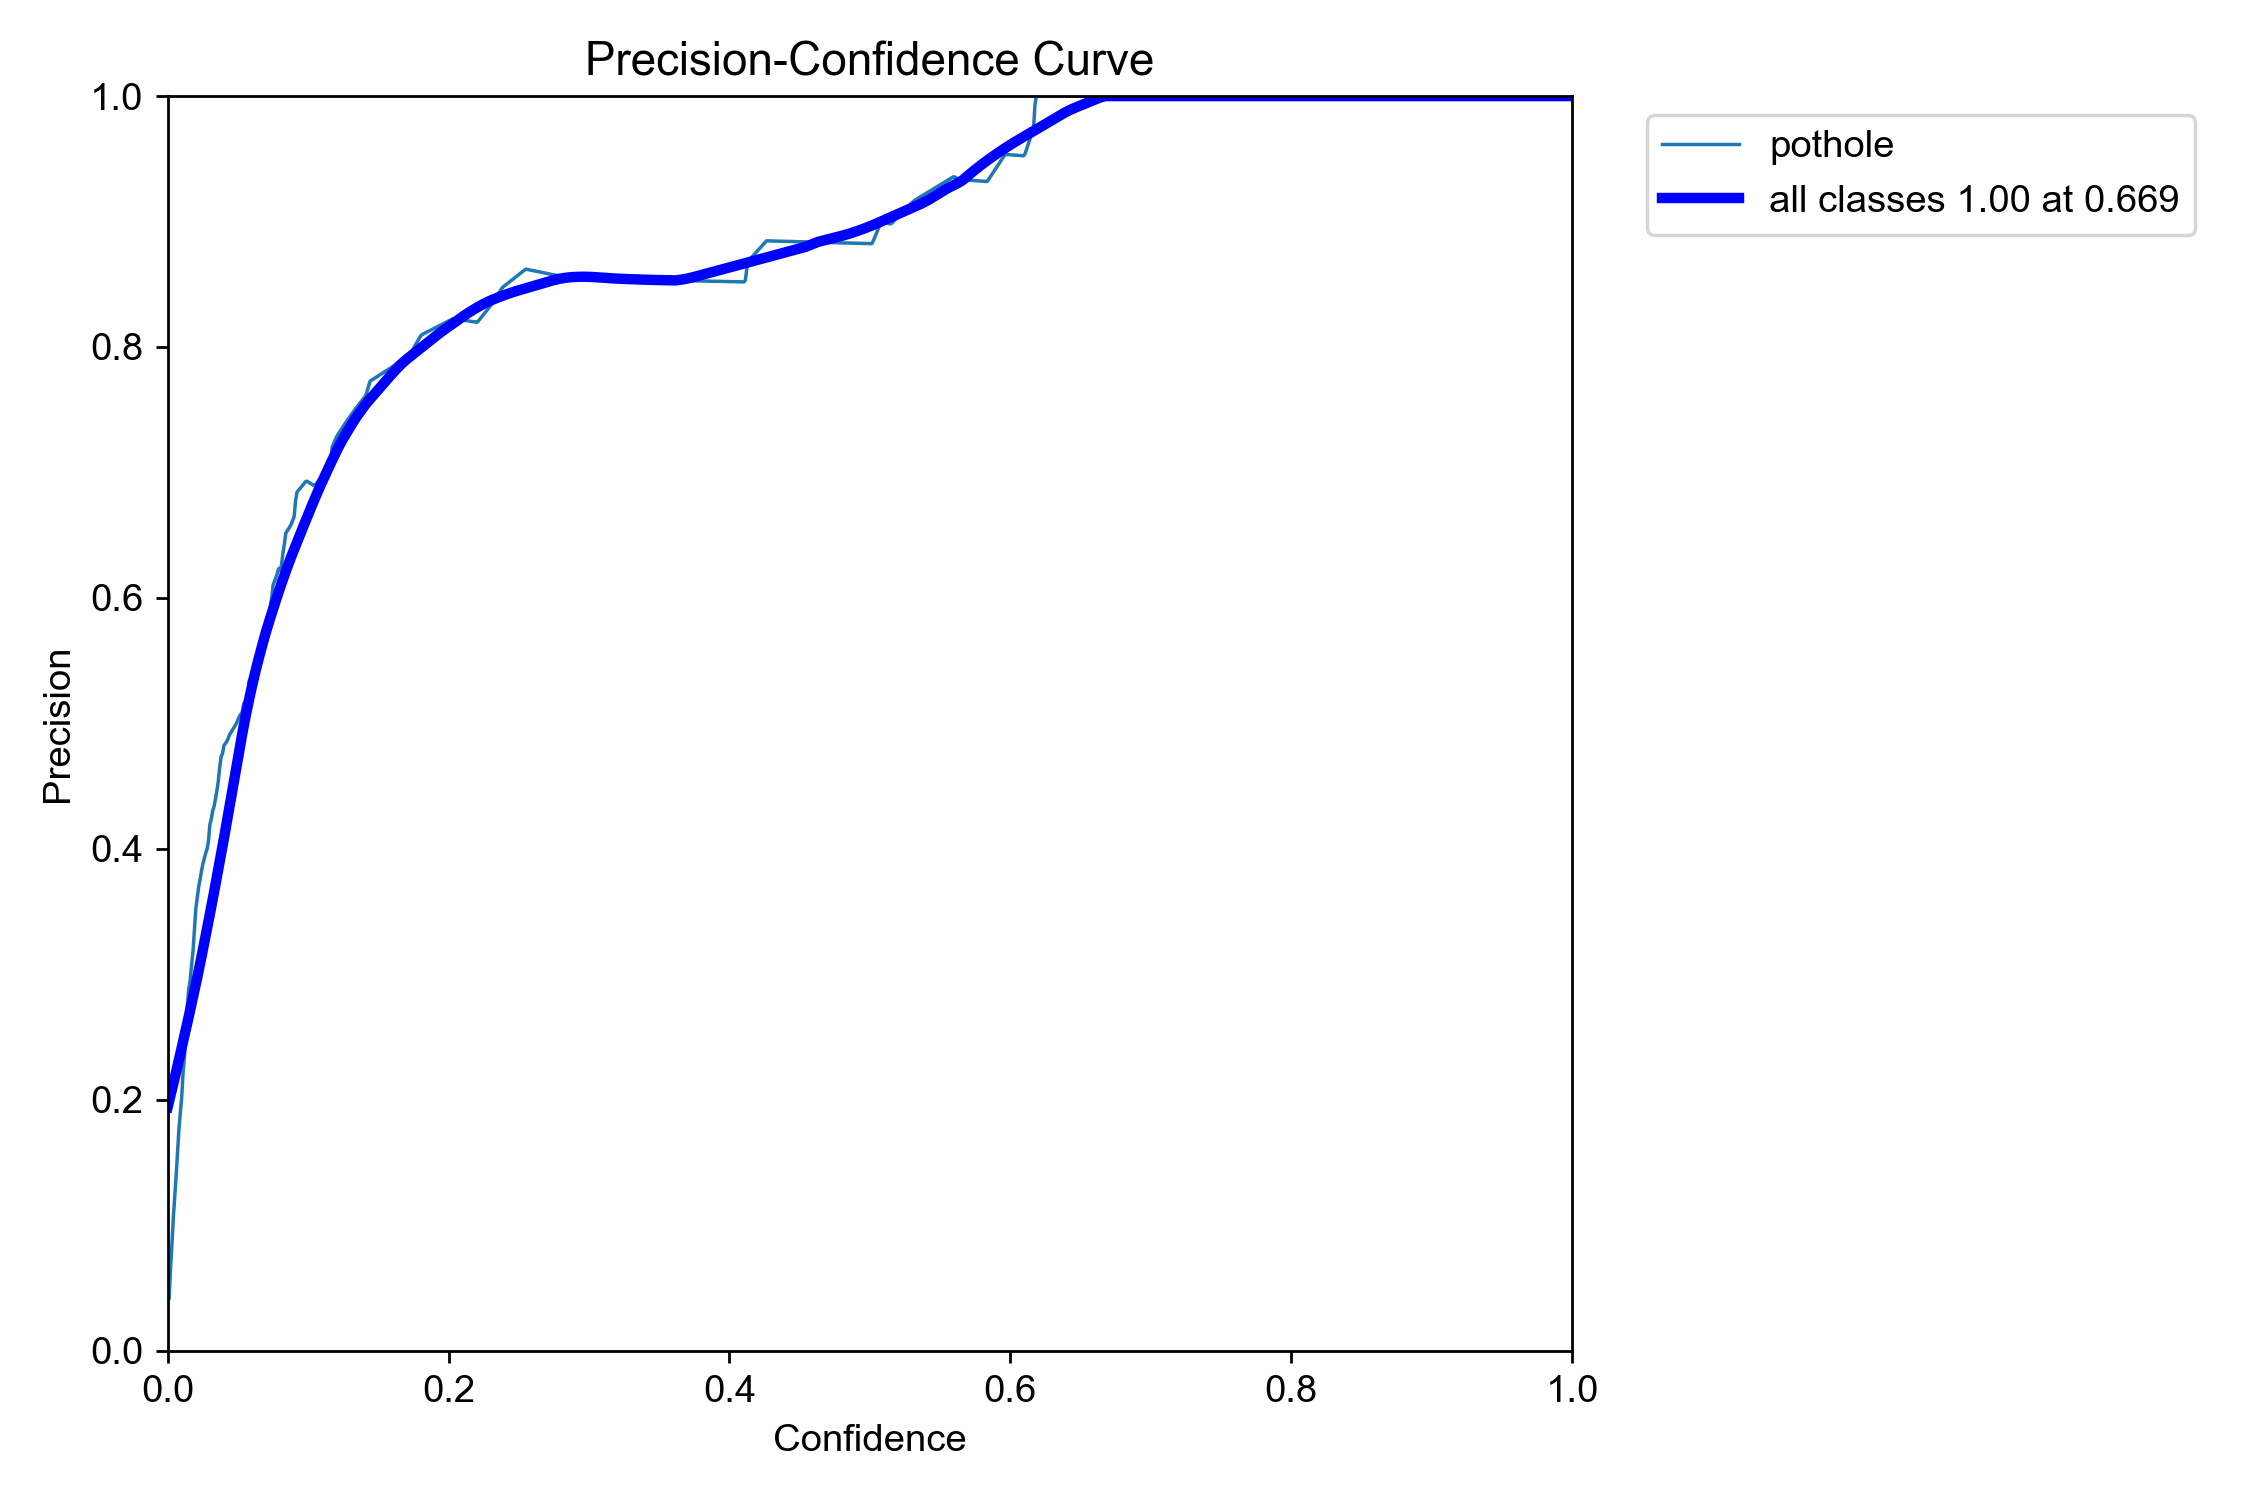 Precision-Confidence Curve
pothole
all classes 1.00 at 0.669
Precision
1.0
0.8
0.6
0.4
0.2
0.0
0.0 0.2 0.4 0.6 0.8 1.0
Confidence